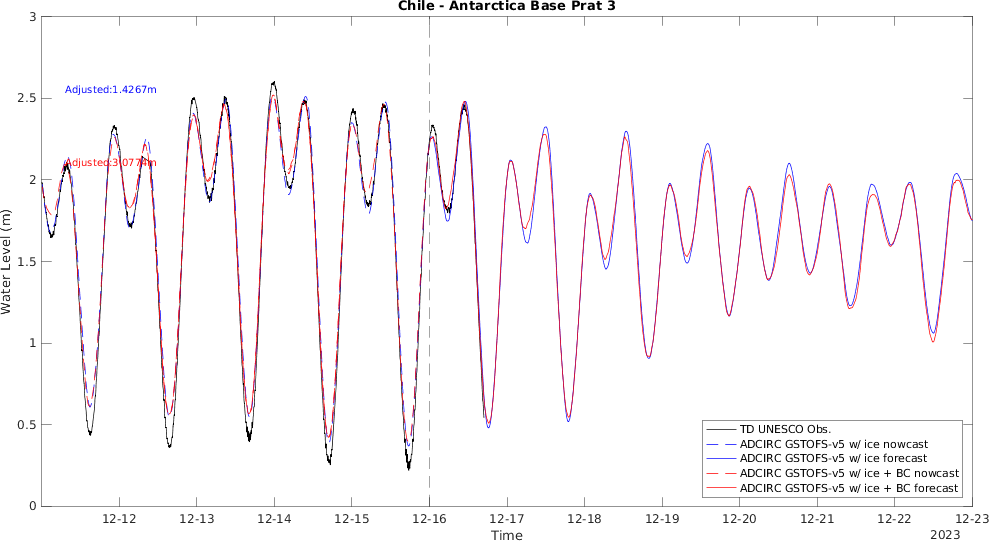 Chile - Antarctica Base Prat 3
3
2.5
2
1.5
1
0.5
0
Water Level (m)
Adjusted:1.4267m
Adjusted:3.0774m
TD UNESCO Obs.
ADCIRC GSTOFS-v5 w/ ice nowcast
ADCIRC GSTOFS-v5 w/ ice forecast
ADCIRC GSTOFS-v5 w/ ice + BC nowcast
ADCIRC GSTOFS-v5 w/ ice + BC forecast
12-12 12-13 12-14 12-15 12-16 12-17 12-18 12-19 12-20 12-21 12-22 12-23
Time
2023